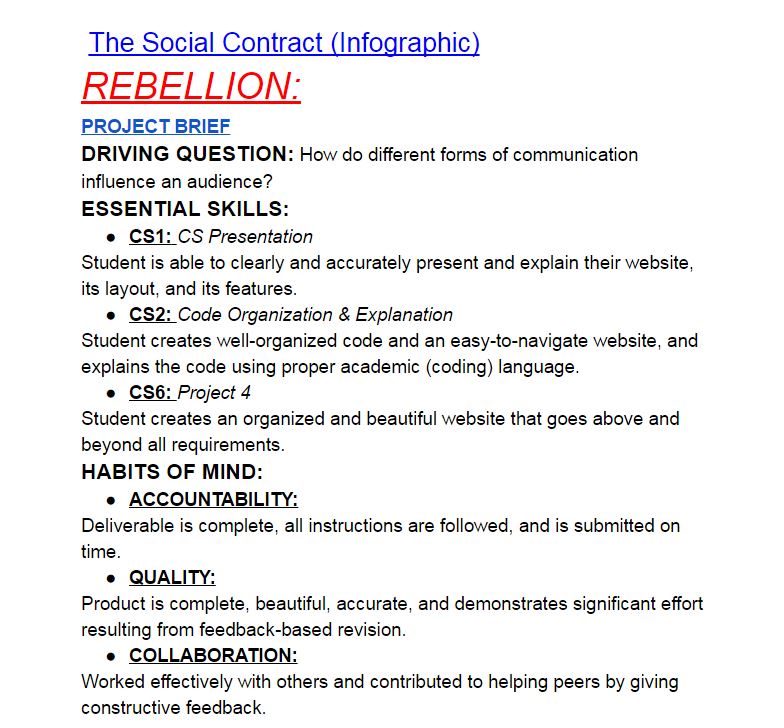 The Social Contract (Infographic)
REBELLION:
PROJECT BRIEF
DRIVING QUESTION: How do different forms of communication
influence an audience?
ESSENTIAL SKILLS:
● CS1: CS Presentation
Student is able to clearly and accurately present and explain their website,
its layout, and its features.
● CS2: Code Organization & Explanation
Student creates well-organized code and an easy-to-navigate website, and
explains the code using proper academic (coding) language.
● CS6: Project 4
Student creates an organized and beautiful website that goes above and
beyond all requirements.
HABITS OF MIND:
● ACCOUNTABILITY:
Deliverable is complete, all instructions are followed, and is submitted on
time.
● QUALITY:
Product is complete, beautiful, accurate, and demonstrates significant effort
resulting from feedback-based revision.
● COLLABORATION:
Worked effectively with others and contributed to helping peers by giving
constructive feedback.